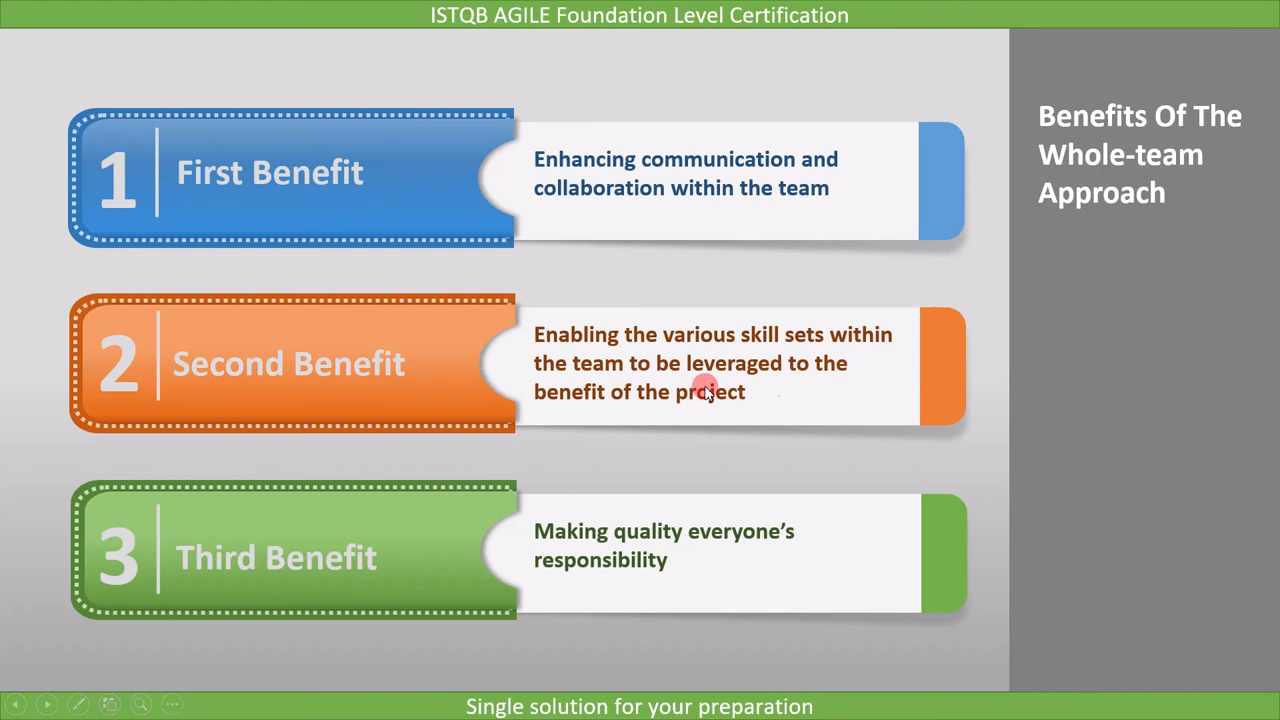 ISTQB AGILE Foundation Level Certification
Benefits Of The
Whole-team
Approach
1
First Benefit
Enhancing communication and
collaboration within the team
2
Second Benefit
Enabling the various skill sets within
the team to be leveraged to the
benefit of the project
3
Third Benefit
Making quality everyone’s
responsibility
Single solution for your preparation